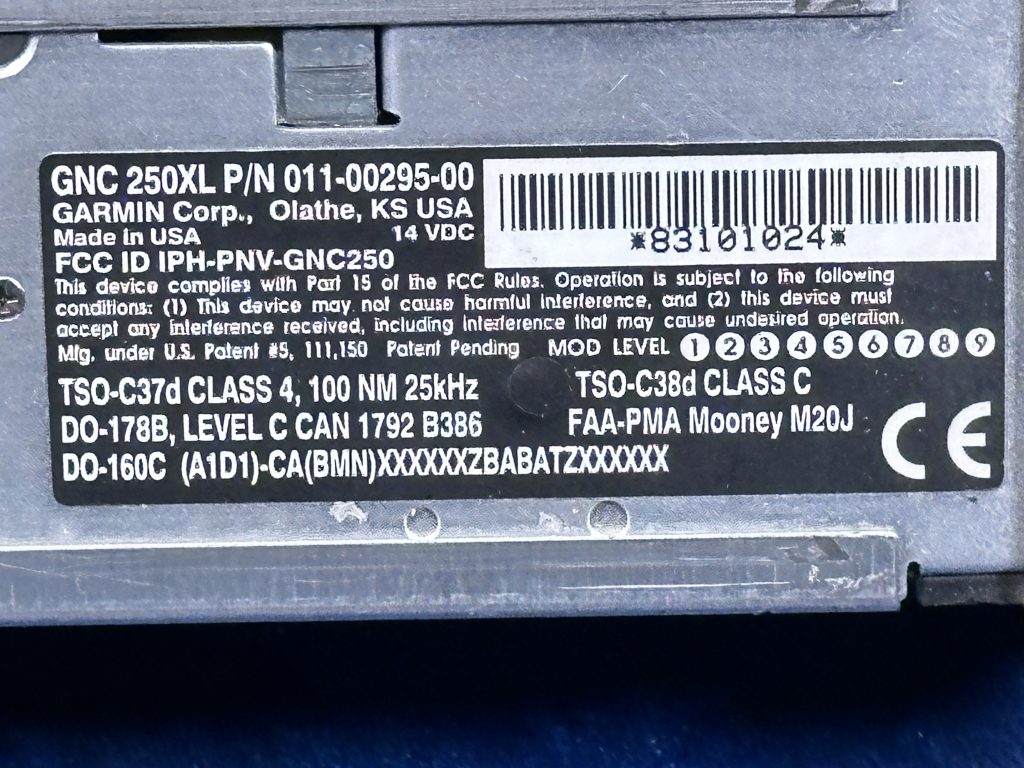 GNC 250XL P/N 011-00295-00
GARMIN Corp., Olathe, KS USA
Made in USA 14 VDC
*83101024*
FCC ID IPH-PNV-GNC250
This device complies with Part 15 of the FCC Rules. Operation is subject to the following
conditions: (1) This device may not cause harmful interference, and (2) this device must
accept any interference received, including interference that may cause undesired operation.
Mfg. under U.S. Patent #5, 111,150 Patent Pending MOD LEVEL 1 2 3 4 5 6 7 8 9
TSO-C37d CLASS 4, 100 NM 25kHz TSO-C38d CLASS C
DO-178B, LEVEL C CAN 1792 B386 FAA-PMA Mooney M20J
DO-160C (A1D1)-CA(BMN)XXXXXXZBABATZXXXXXX CE